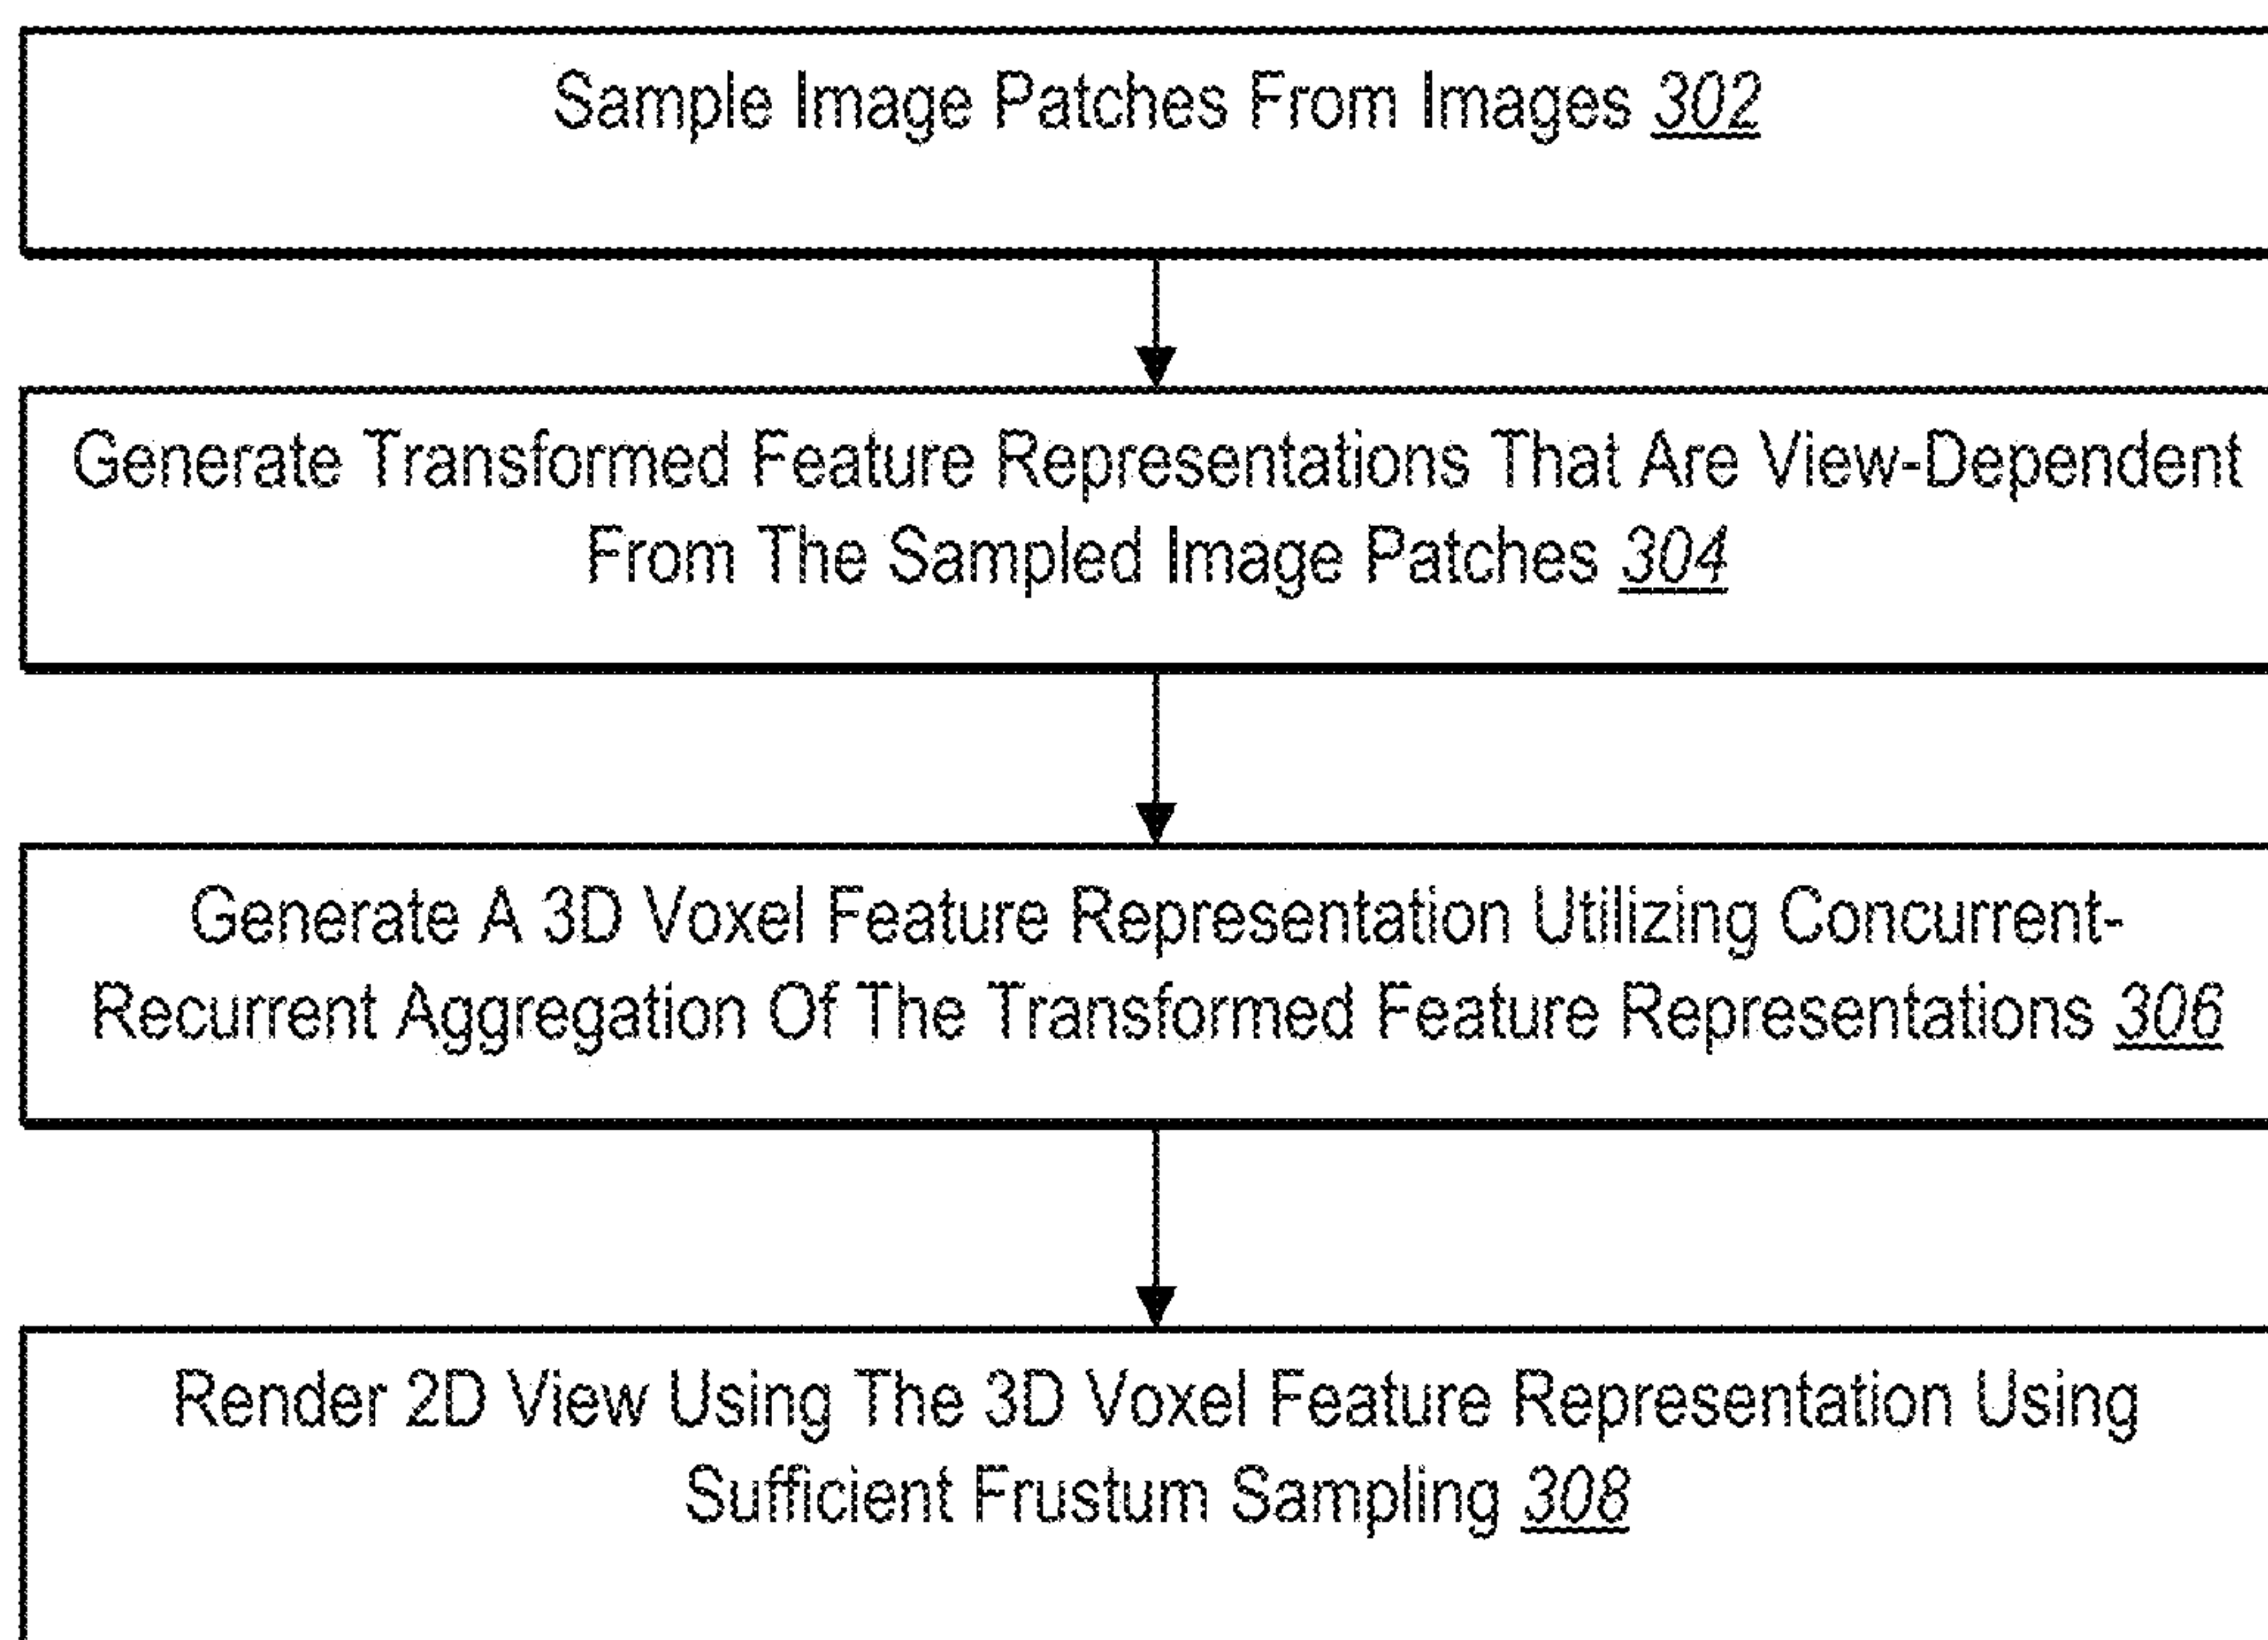 Sample Image Patches From Images 302
Generate Transformed Feature Representations That Are View-Dependent
From The Sampled Image Patches 304
Generate A 3D Voxel Feature Representation Utilizing Concurrent-
Recurrent Aggregation Of The Transformed Feature Representations 306
Render 2D View Using The 3D Voxel Feature Representation Using
Sufficient Frustum Sampling 308